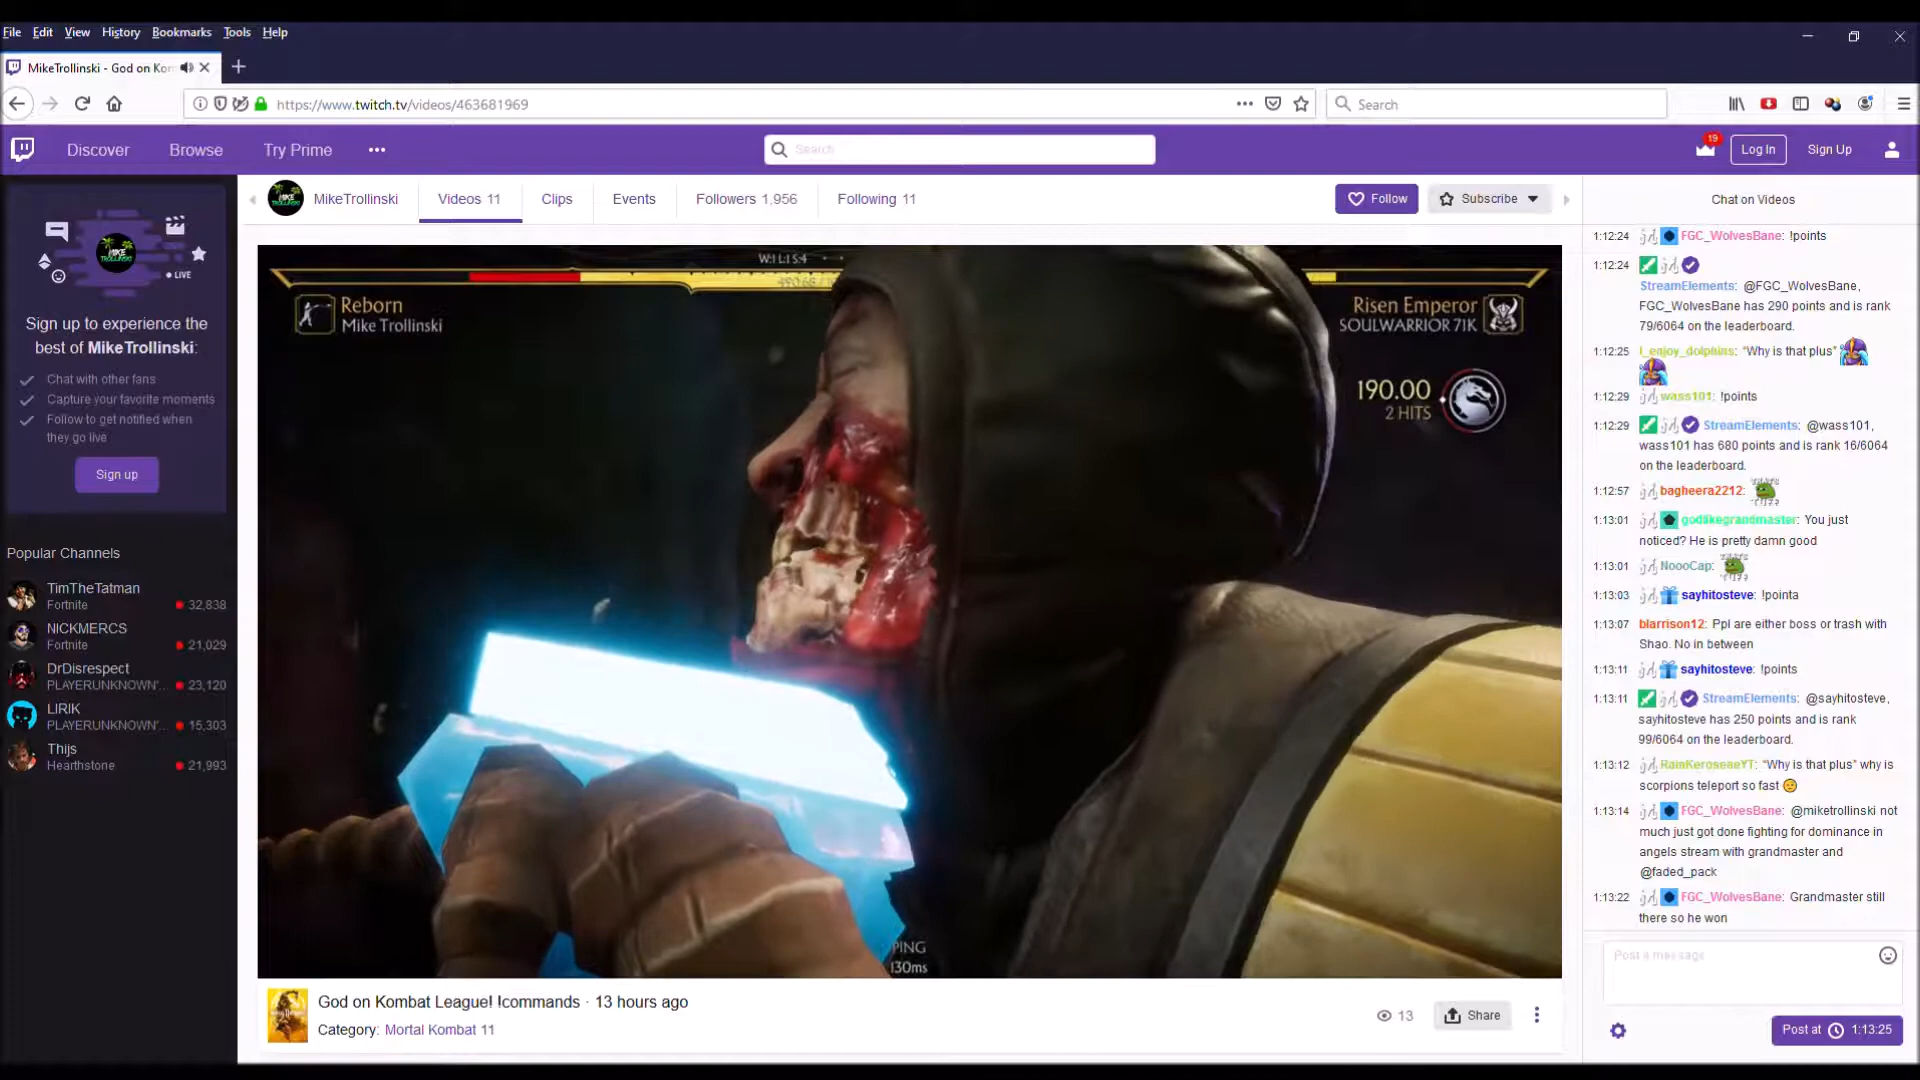 File Edit View History Bookmarks Tools Help
MikeTrollinski - God on Kon
https://www.twitch.tv/videos/463681969
Search
Discover Browse Try Prime
Search
19
Log In
Sign Up
MikeTrollinski Videos 11 Clips Events Followers 1,956 Following 11
Follow
Subscribe
LIVE
Sign up to experience the
best of MikeTrollinski:
Chat with other fans
Capture your favorite moments
Follow to get notified when
they go live
Sign up
Popular Channels
TimTheTatman
Fortnite 32,838
NICKMERCS
Fortnite 21,029
DrDisrespect
PLAYERUNKNOWN'... 23,120
LIRIK
PLAYERUNKNOWN'... 15,303
Thijs
Hearthstone 21,993
Reborn
Mike Trollinski
Risen Emperor
SOULWARRIOR 71K
190.00
2 HITS
PING
130ms
God on Kombat League! !commands · 13 hours ago
Category: Mortal Kombat 11
13
Share
Chat on Videos
1:12:24 FGC_WolvesBane: !points
1:12:24
StreamElements: @FGC_WolvesBane,
FGC_WolvesBane has 290 points and is rank
79/6064 on the leaderboard.
1:12:25 i_enjoy_dolphins: "Why is that plus"
1:12:29 wass101: !points
1:12:29 StreamElements: @wass101,
wass101 has 680 points and is rank 16/6064
on the leaderboard.
1:12:57 bagheera2212:
1:13:01 godlikegrandmaster: You just
noticed? He is pretty damn good
1:13:01 NoooCap:
1:13:03 sayhitosteve: !pointa
1:13:07 blarrison12: Ppl are either boss or trash with
Shao. No in between
1:13:11 sayhitosteve: !points
1:13:11 StreamElements: @sayhitosteve,
sayhitosteve has 250 points and is rank
99/6064 on the leaderboard.
1:13:12 RainKeroseneYT: "Why is that plus" why is
scorpions teleport so fast
1:13:14 FGC_WolvesBane: @miketrollinski not
much just got done fighting for dominance in
angels stream with grandmaster and
@faded_pack
1:13:22 FGC_WolvesBane: Grandmaster still
there so he won
Post a message
Post at 1:13:25